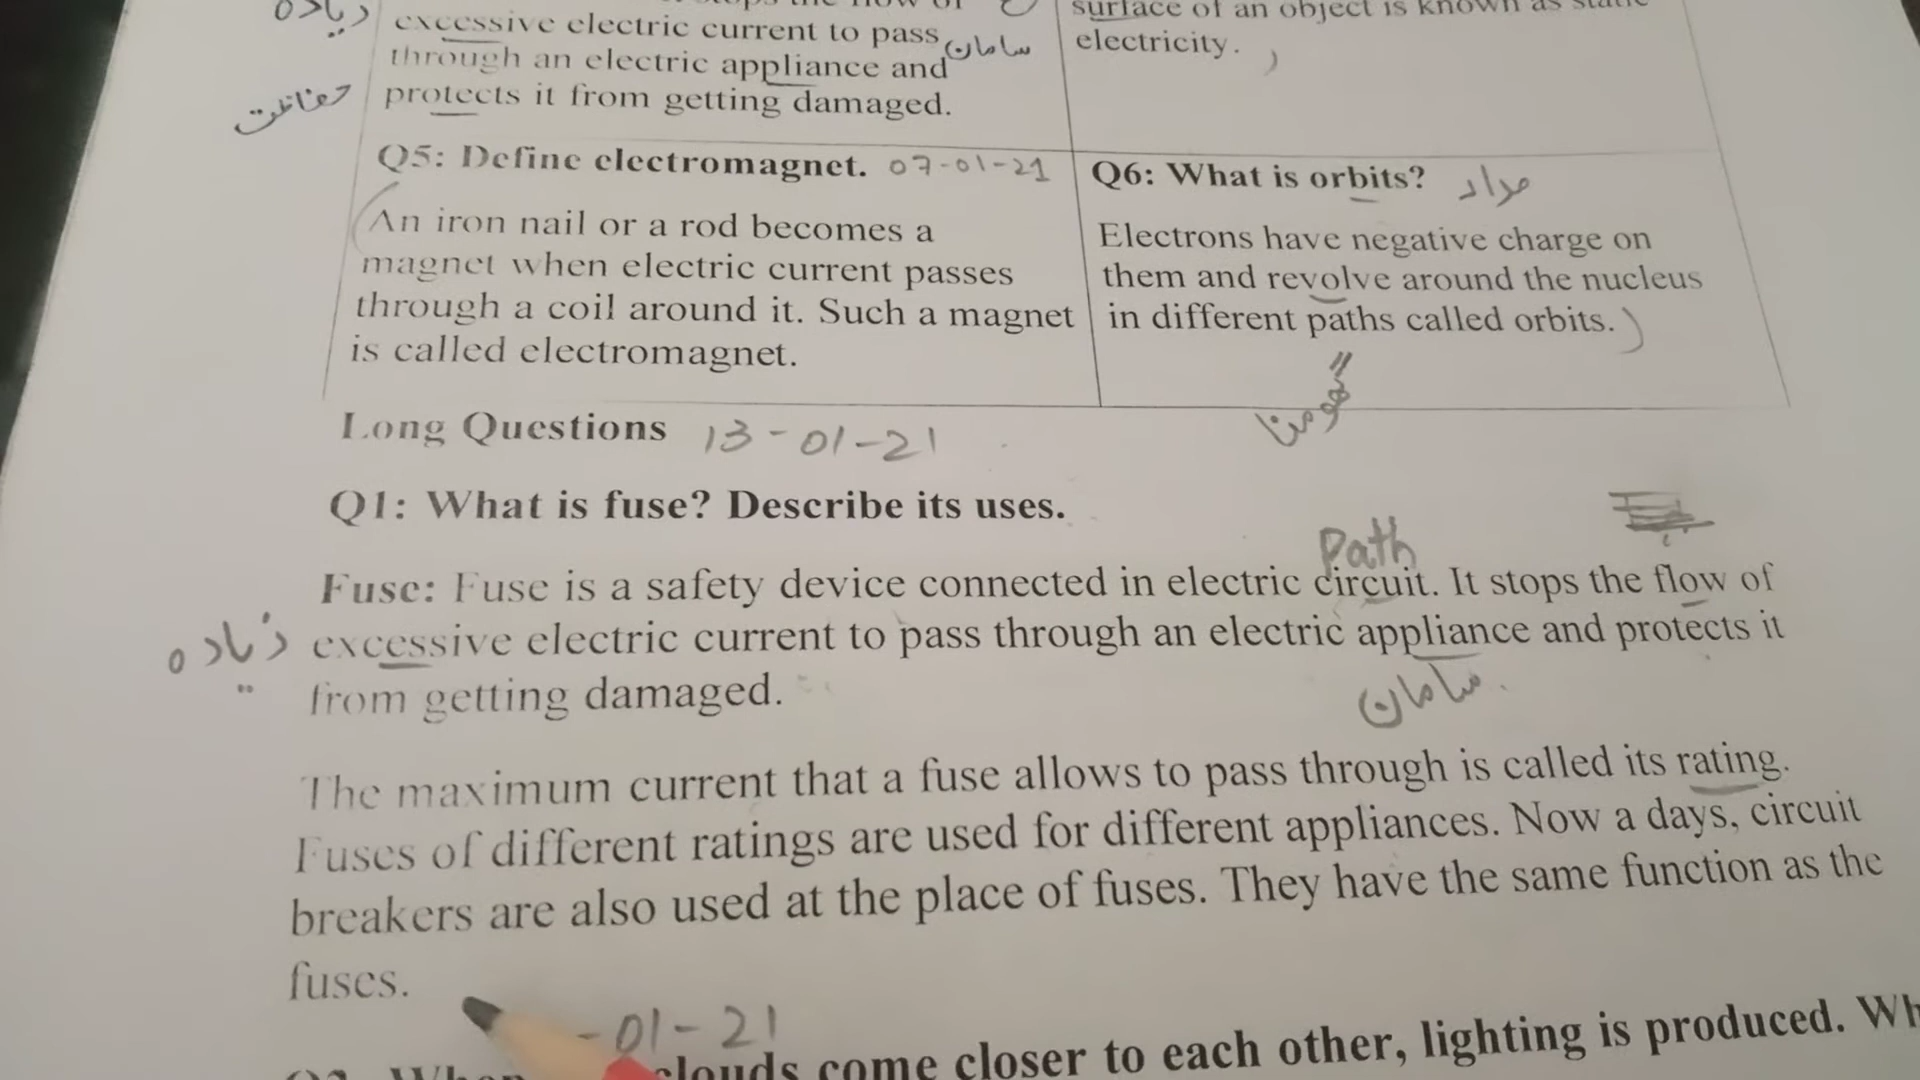 زیادہ
excessive electric current to pass سامان
through an electric appliance and
حفاظت protects it from getting damaged.
surface of an object is known as static
electricity.
Q5: Define electromagnet. 07-01-21
An iron nail or a rod becomes a
magnet when electric current passes
through a coil around it. Such a magnet
is called electromagnet.
Q6: What is orbits? مراد
Electrons have negative charge on
them and revolve around the nucleus
in different paths called orbits.
گھومنا
Long Questions 13-01-21
Q1: What is fuse? Describe its uses.
Path
Fuse: Fuse is a safety device connected in electric circuit. It stops the flow of
زیادہ excessive electric current to pass through an electric appliance and protects it
from getting damaged.
سامان
The maximum current that a fuse allows to pass through is called its rating.
Fuses of different ratings are used for different appliances. Now a days, circuit
breakers are also used at the place of fuses. They have the same function as the
fuses.
-01-21
clouds come closer to each other, lighting is produced.